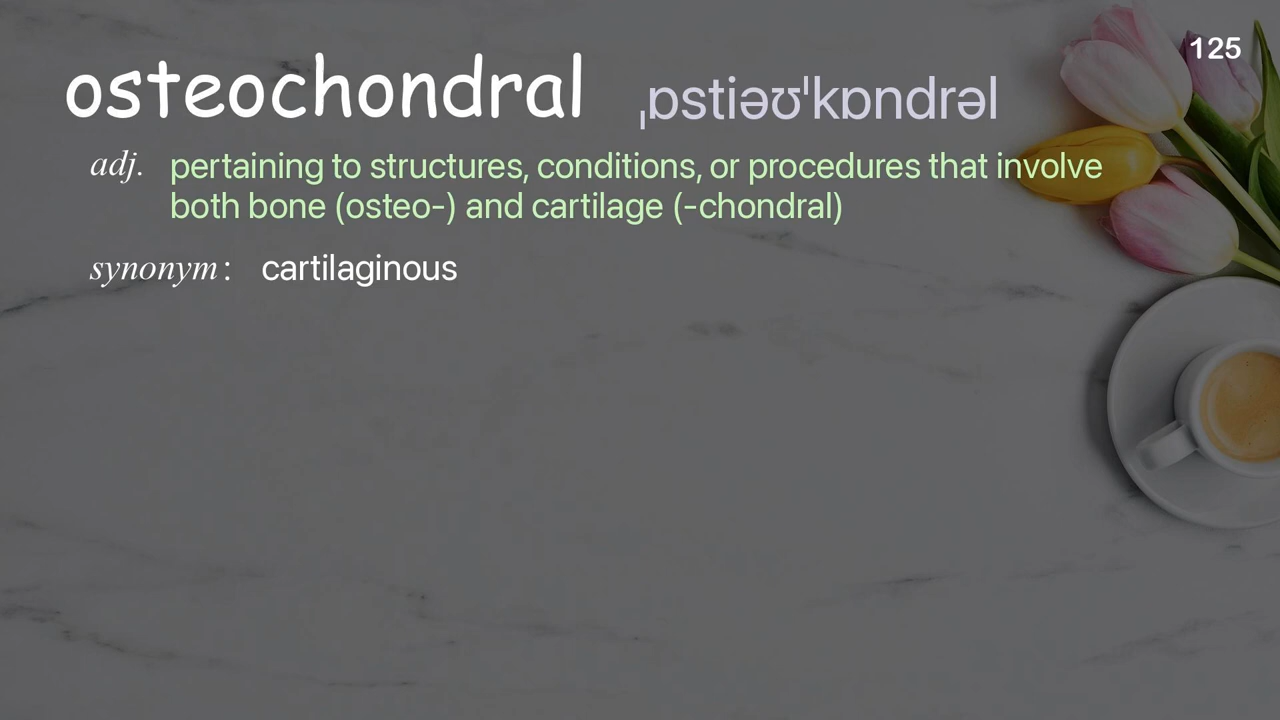 125
osteochondral ˌɒstiəʊˈkɒndrəl
adj. pertaining to structures, conditions, or procedures that involve
both bone (osteo-) and cartilage (-chondral)
synonym : cartilaginous